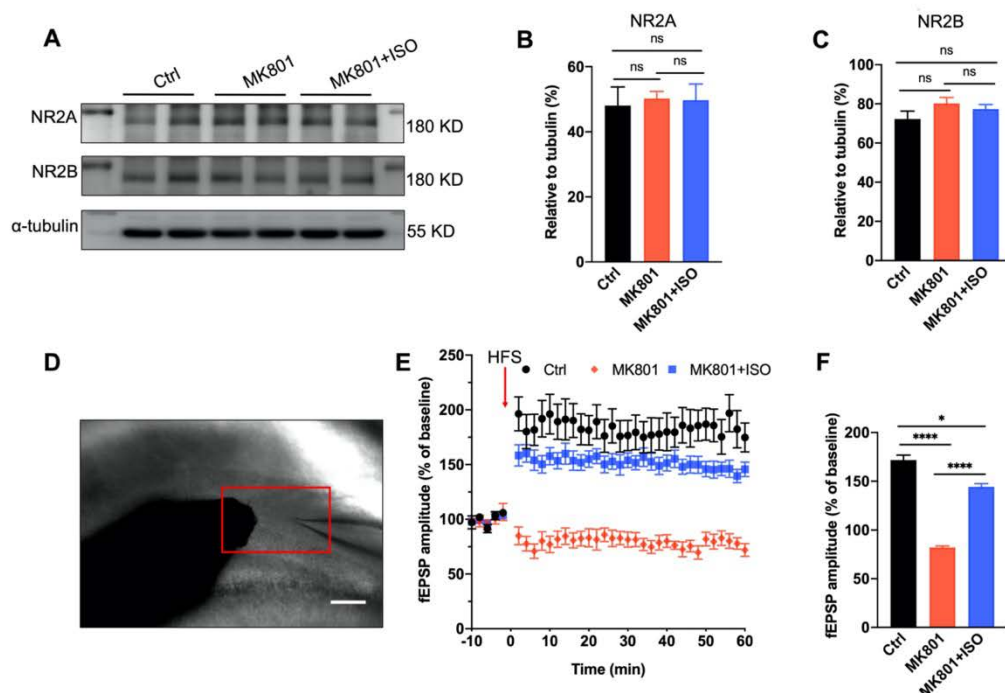 A
Ctrl
MK801
MK801+ISO
NR2A
180 KD
NR2B
180 KD
α-tubulin
55 KD
B
NR2A
ns
ns
ns
Relative to tubulin (%)
80
60
40
20
0
Ctrl
MK801
MK801+ISO
C
NR2B
ns
ns
ns
Relative to tubulin (%)
100
80
60
40
20
0
Ctrl
MK801
MK801+ISO
D
E
HFS
Ctrl
MK801
MK801+ISO
fEPSP amplitude (% of baseline)
250
200
150
100
50
0
-10
0
10
20
30
40
50
60
Time (min)
F
*
****
****
fEPSP amplitude (% of baseline)
200
150
100
50
0
Ctrl
MK801
MK801+ISO